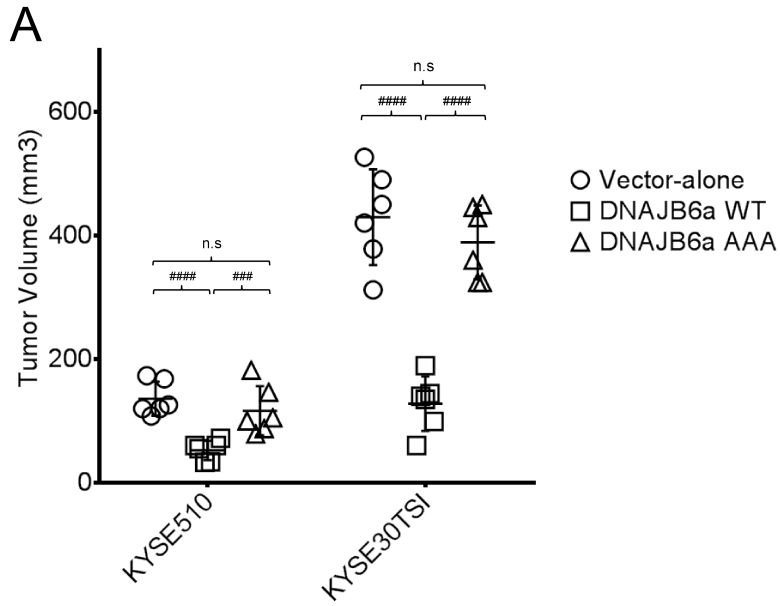 A
n.s
#### ####
n.s
#### ###
Tumor Volume (mm3)
600
400
200
0
KYSE510
KYSE30TSI
Vector-alone
DNAJB6a WT
DNAJB6a AAA